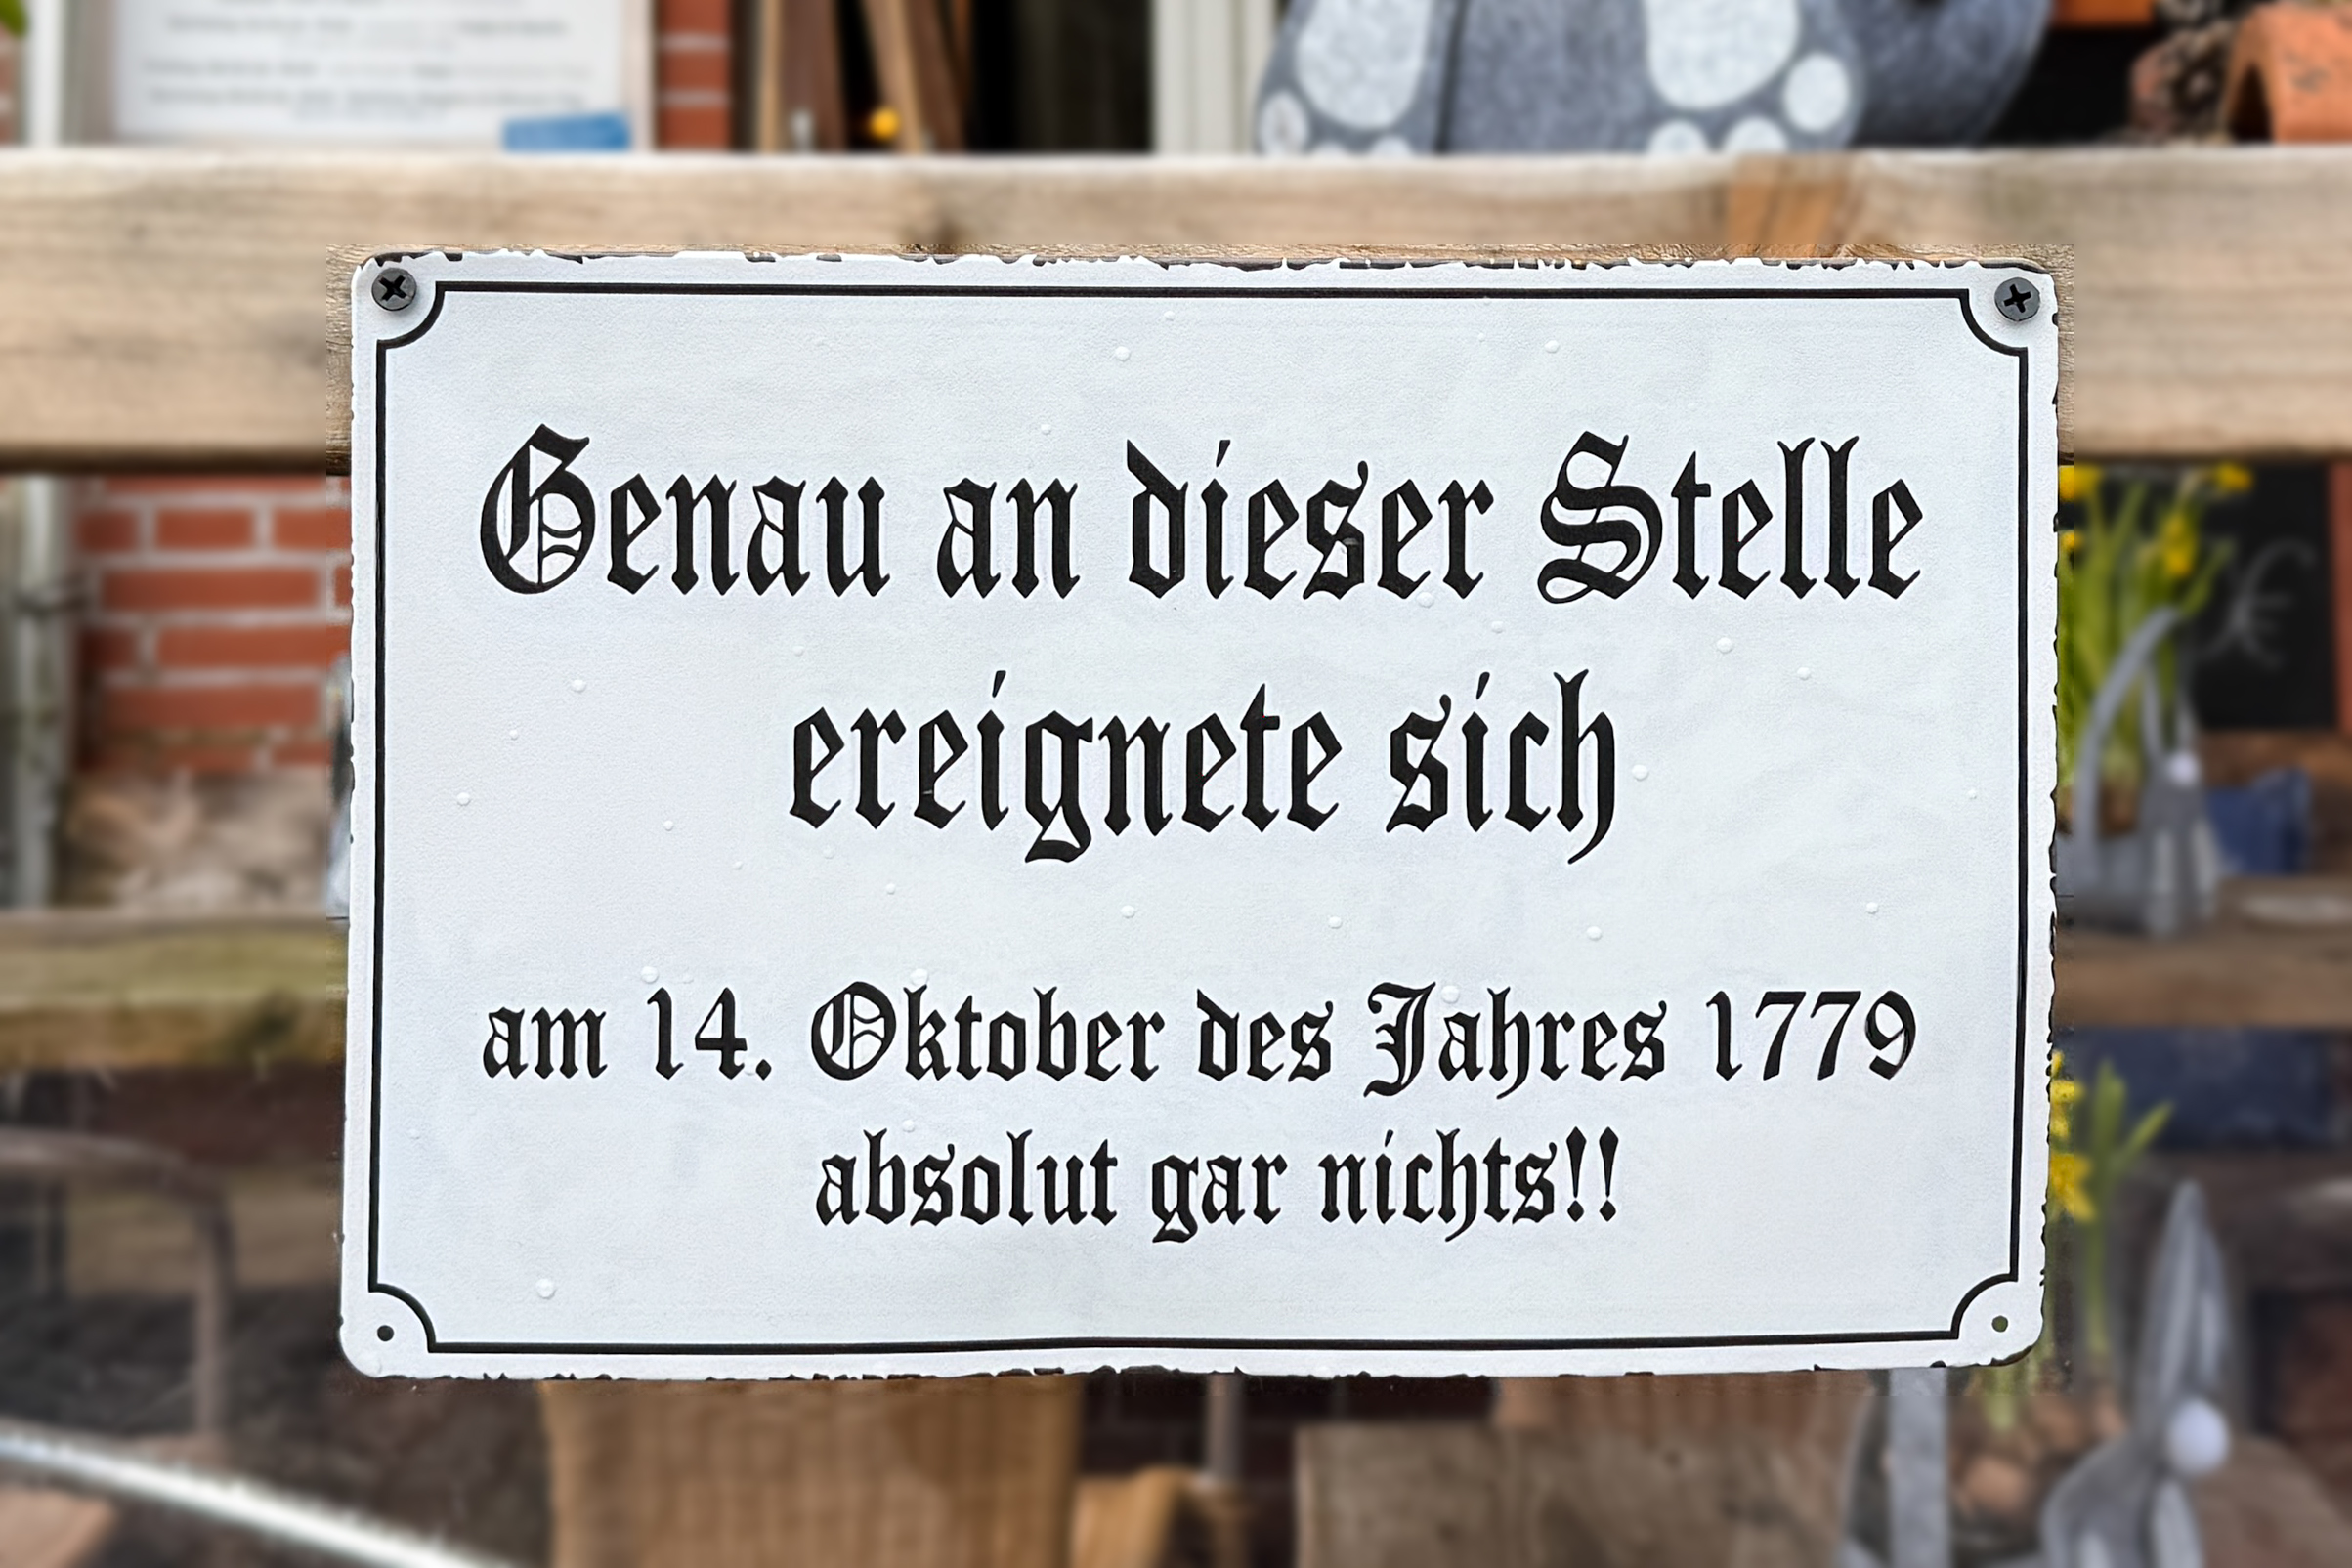 Genau an dieser Stelle
ereignete sich
am 14. Oktober des Jahres 1779
absolut gar nichts!!
€